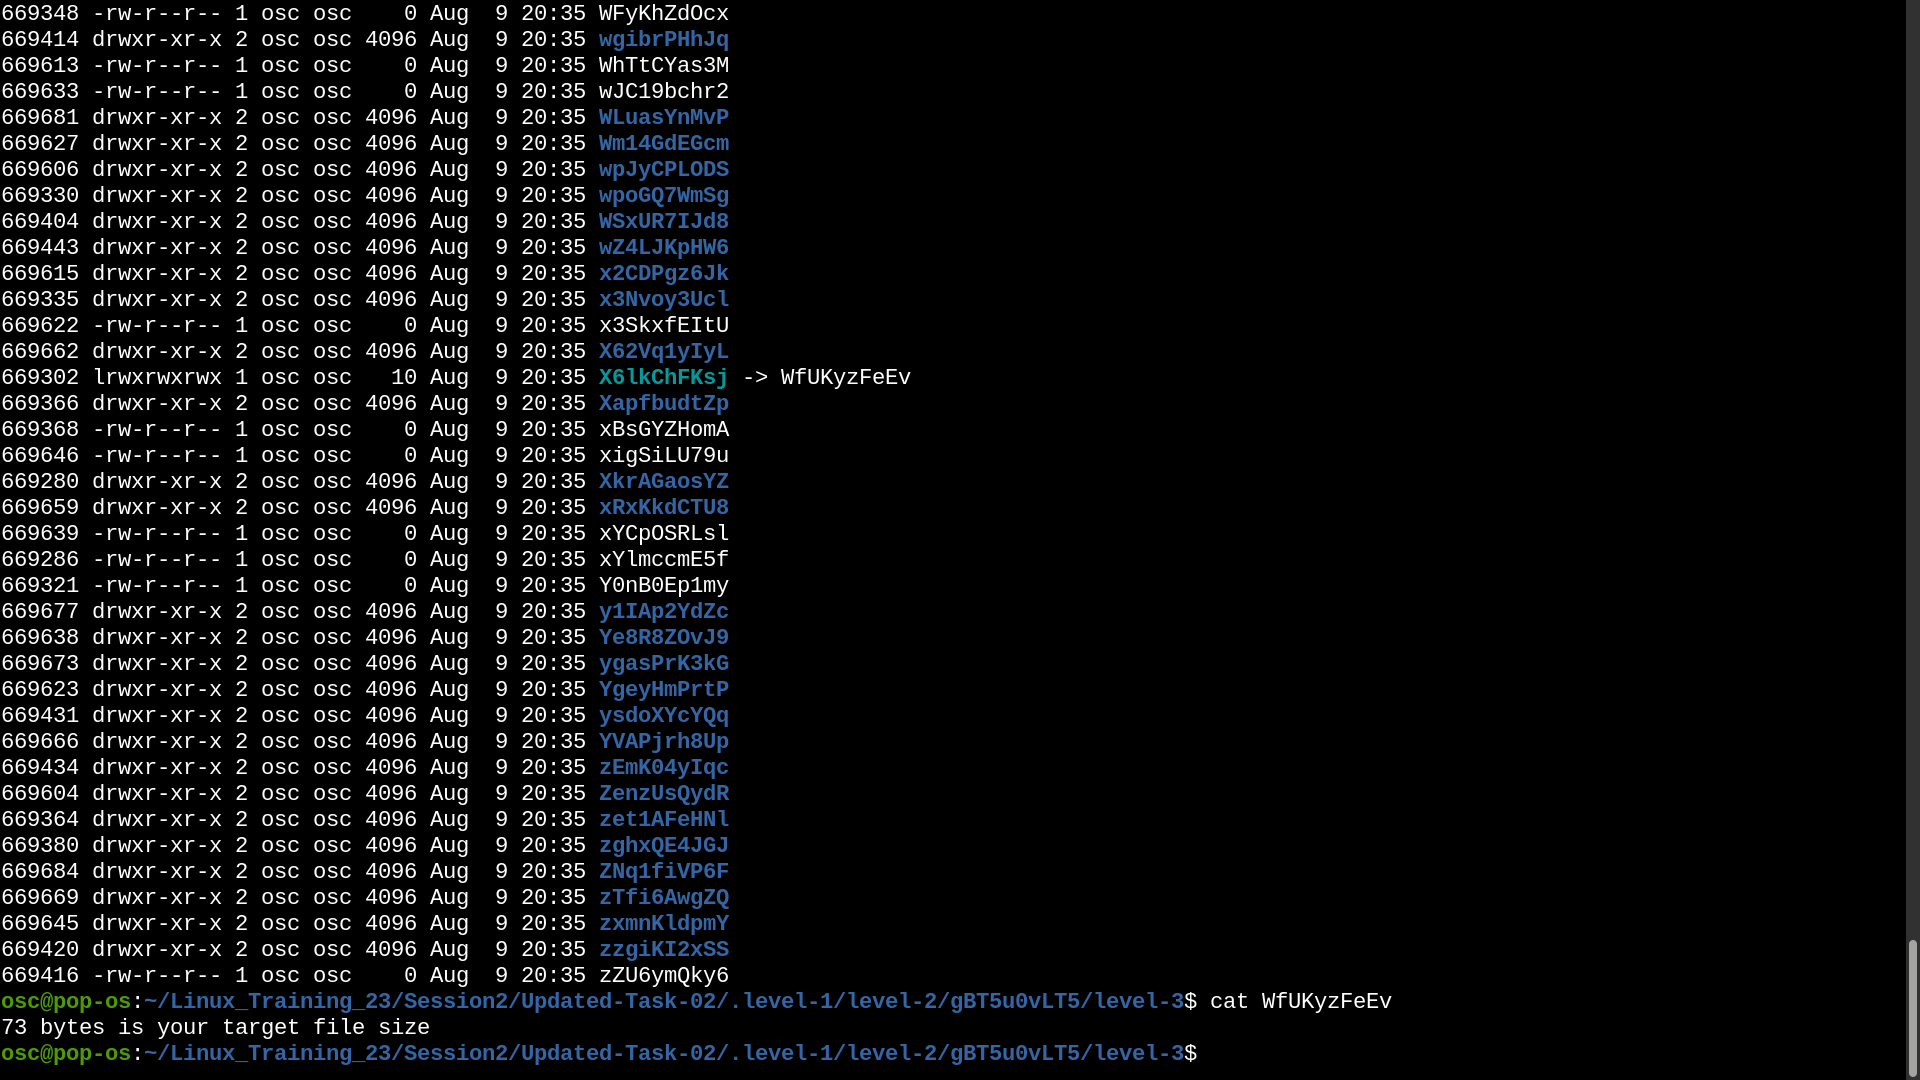 669348 -rw-r--r-- 1 osc osc    0 Aug  9 20:35 WFyKhZdOcx
669414 drwxr-xr-x 2 osc osc 4096 Aug  9 20:35 wgibrPHhJq
669613 -rw-r--r-- 1 osc osc    0 Aug  9 20:35 WhTtCYas3M
669633 -rw-r--r-- 1 osc osc    0 Aug  9 20:35 wJC19bchr2
669681 drwxr-xr-x 2 osc osc 4096 Aug  9 20:35 WLuasYnMvP
669627 drwxr-xr-x 2 osc osc 4096 Aug  9 20:35 Wm14GdEGcm
669606 drwxr-xr-x 2 osc osc 4096 Aug  9 20:35 wpJyCPLODS
669330 drwxr-xr-x 2 osc osc 4096 Aug  9 20:35 wpoGQ7WmSg
669404 drwxr-xr-x 2 osc osc 4096 Aug  9 20:35 WSxUR7IJd8
669443 drwxr-xr-x 2 osc osc 4096 Aug  9 20:35 wZ4LJKpHW6
669615 drwxr-xr-x 2 osc osc 4096 Aug  9 20:35 x2CDPgz6Jk
669335 drwxr-xr-x 2 osc osc 4096 Aug  9 20:35 x3Nvoy3Ucl
669622 -rw-r--r-- 1 osc osc    0 Aug  9 20:35 x3SkxfEItU
669662 drwxr-xr-x 2 osc osc 4096 Aug  9 20:35 X62Vq1yIyL
669302 lrwxrwxrwx 1 osc osc   10 Aug  9 20:35 X6lkChFKsj -> WfUKyzFeEv
669366 drwxr-xr-x 2 osc osc 4096 Aug  9 20:35 XapfbudtZp
669368 -rw-r--r-- 1 osc osc    0 Aug  9 20:35 xBsGYZHomA
669646 -rw-r--r-- 1 osc osc    0 Aug  9 20:35 xigSiLU79u
669280 drwxr-xr-x 2 osc osc 4096 Aug  9 20:35 XkrAGaosYZ
669659 drwxr-xr-x 2 osc osc 4096 Aug  9 20:35 xRxKkdCTU8
669639 -rw-r--r-- 1 osc osc    0 Aug  9 20:35 xYCpOSRLsl
669286 -rw-r--r-- 1 osc osc    0 Aug  9 20:35 xYlmccmE5f
669321 -rw-r--r-- 1 osc osc    0 Aug  9 20:35 Y0nB0Ep1my
669677 drwxr-xr-x 2 osc osc 4096 Aug  9 20:35 y1IAp2YdZc
669638 drwxr-xr-x 2 osc osc 4096 Aug  9 20:35 Ye8R8ZOvJ9
669673 drwxr-xr-x 2 osc osc 4096 Aug  9 20:35 ygasPrK3kG
669623 drwxr-xr-x 2 osc osc 4096 Aug  9 20:35 YgeyHmPrtP
669431 drwxr-xr-x 2 osc osc 4096 Aug  9 20:35 ysdoXYcYQq
669666 drwxr-xr-x 2 osc osc 4096 Aug  9 20:35 YVAPjrh8Up
669434 drwxr-xr-x 2 osc osc 4096 Aug  9 20:35 zEmK04yIqc
669604 drwxr-xr-x 2 osc osc 4096 Aug  9 20:35 ZenzUsQydR
669364 drwxr-xr-x 2 osc osc 4096 Aug  9 20:35 zet1AFeHNl
669380 drwxr-xr-x 2 osc osc 4096 Aug  9 20:35 zghxQE4JGJ
669684 drwxr-xr-x 2 osc osc 4096 Aug  9 20:35 ZNq1fiVP6F
669669 drwxr-xr-x 2 osc osc 4096 Aug  9 20:35 zTfi6AwgZQ
669645 drwxr-xr-x 2 osc osc 4096 Aug  9 20:35 zxmnKldpmY
669420 drwxr-xr-x 2 osc osc 4096 Aug  9 20:35 zzgiKI2xSS
669416 -rw-r--r-- 1 osc osc    0 Aug  9 20:35 zZU6ymQky6
osc@pop-os:~/Linux_Training_23/Session2/Updated-Task-02/.level-1/level-2/gBT5u0vLT5/level-3$ cat WfUKyzFeEv
73 bytes is your target file size
osc@pop-os:~/Linux_Training_23/Session2/Updated-Task-02/.level-1/level-2/gBT5u0vLT5/level-3$